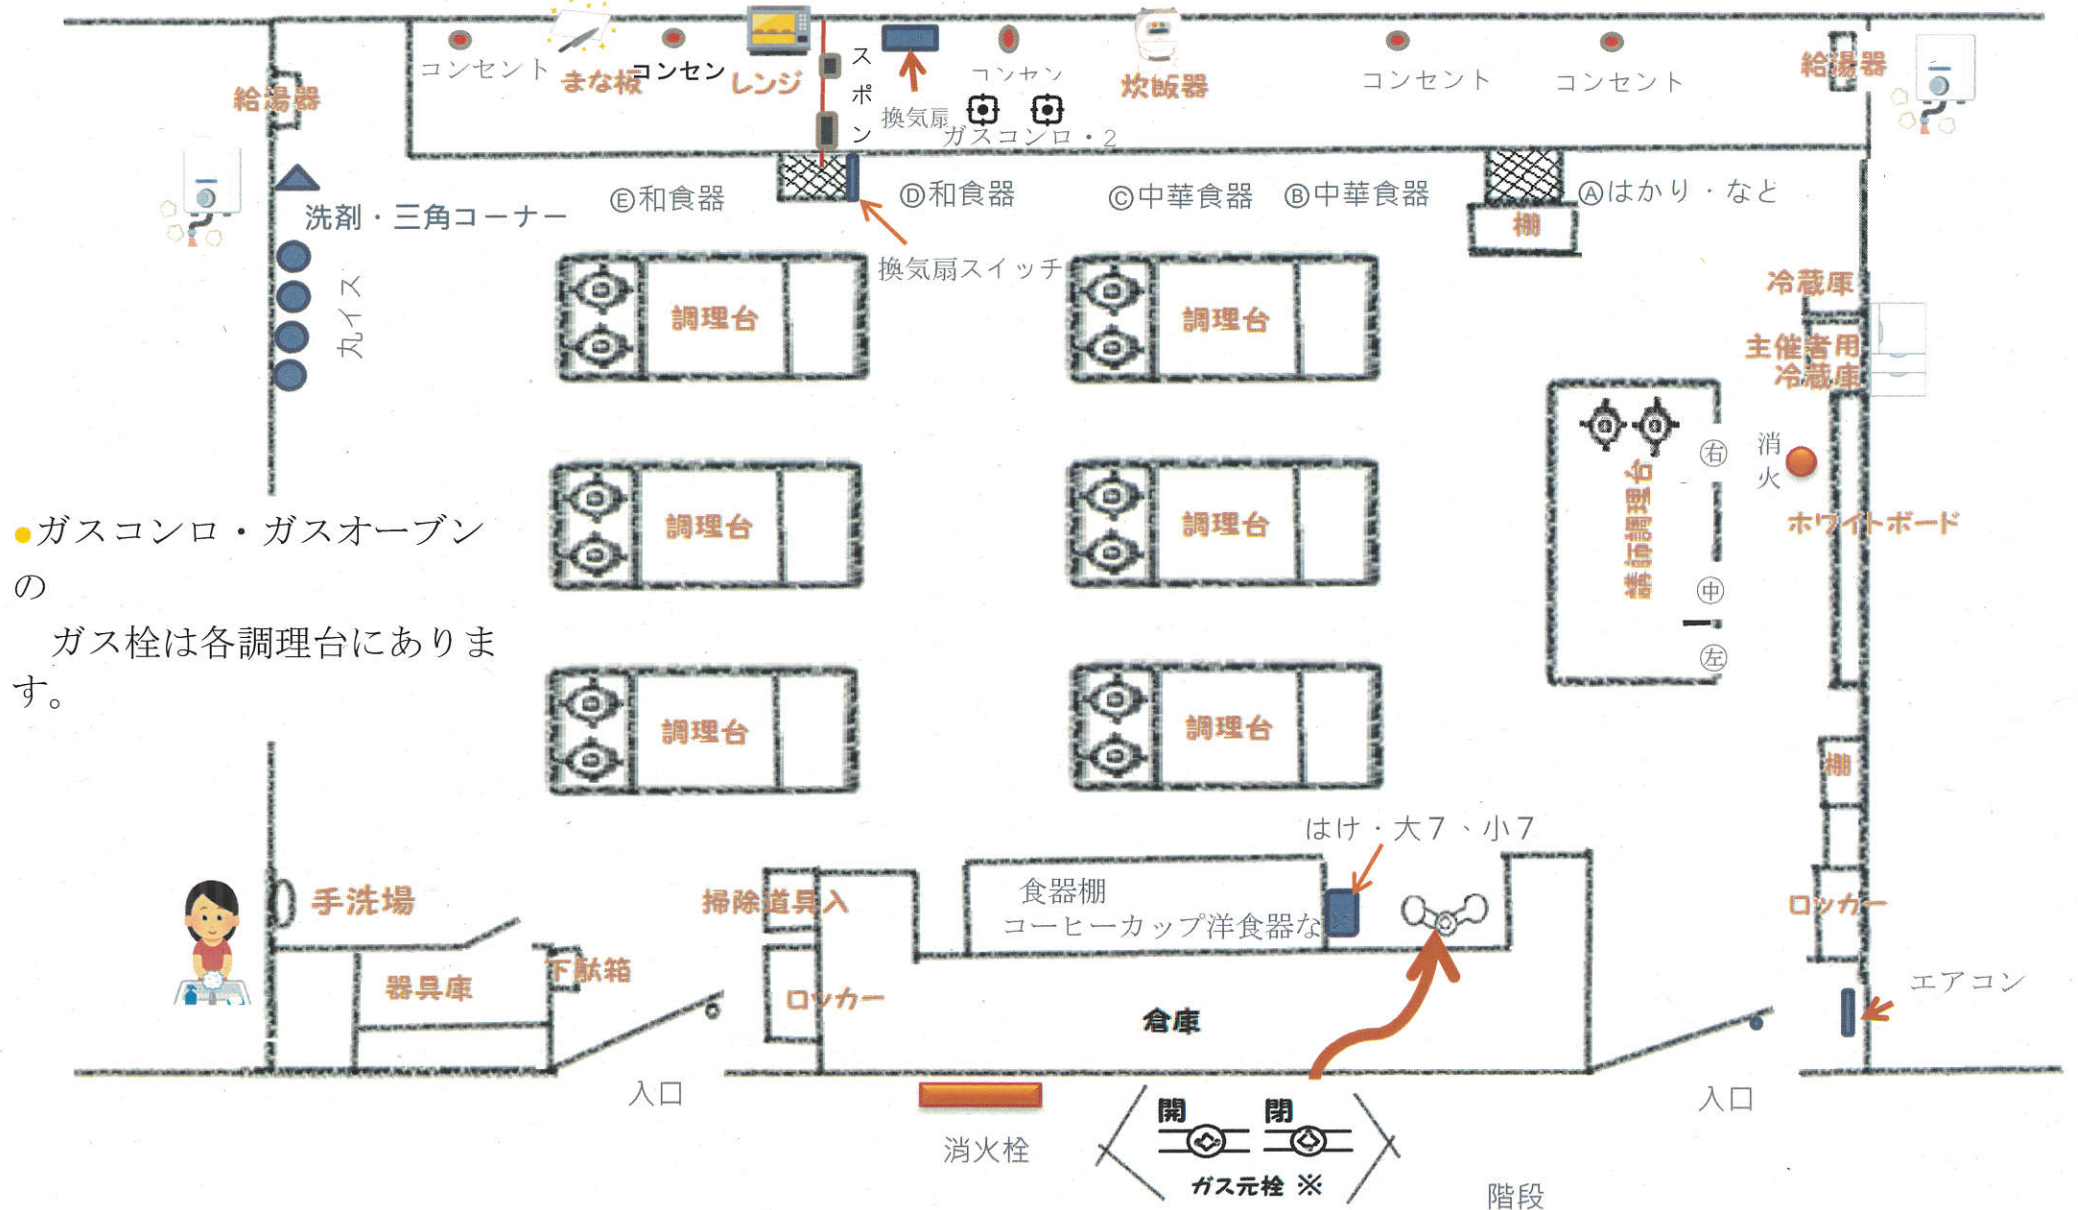 コンセント
まな板
コンセン
レンジ
スポン
換気扇
コンセン
ガスコンロ・2
炊飯器
コンセント
コンセント
給湯器
給湯器
洗剤・三角コーナー
Ⓔ和食器
Ⓓ和食器
Ⓒ中華食器
Ⓑ中華食器
Ⓐはかり・など
棚
換気扇スイッチ
丸イス
調理台
調理台
冷蔵庫
主催者用
冷蔵庫
●ガスコンロ・ガスオーブン
の
ガス栓は各調理台にありま
す。
調理台
調理台
講師調理台
㊨
㊥
㊧
消火
ホワイトボード
調理台
調理台
棚
はけ・大7、小7
手洗場
掃除道具入
食器棚
コーヒーカップ洋食器など
ロッカー
器具庫
下駄箱
ロッカー
倉庫
エアコン
入口
消火栓
開 閉
ガス元栓 ※
入口
階段